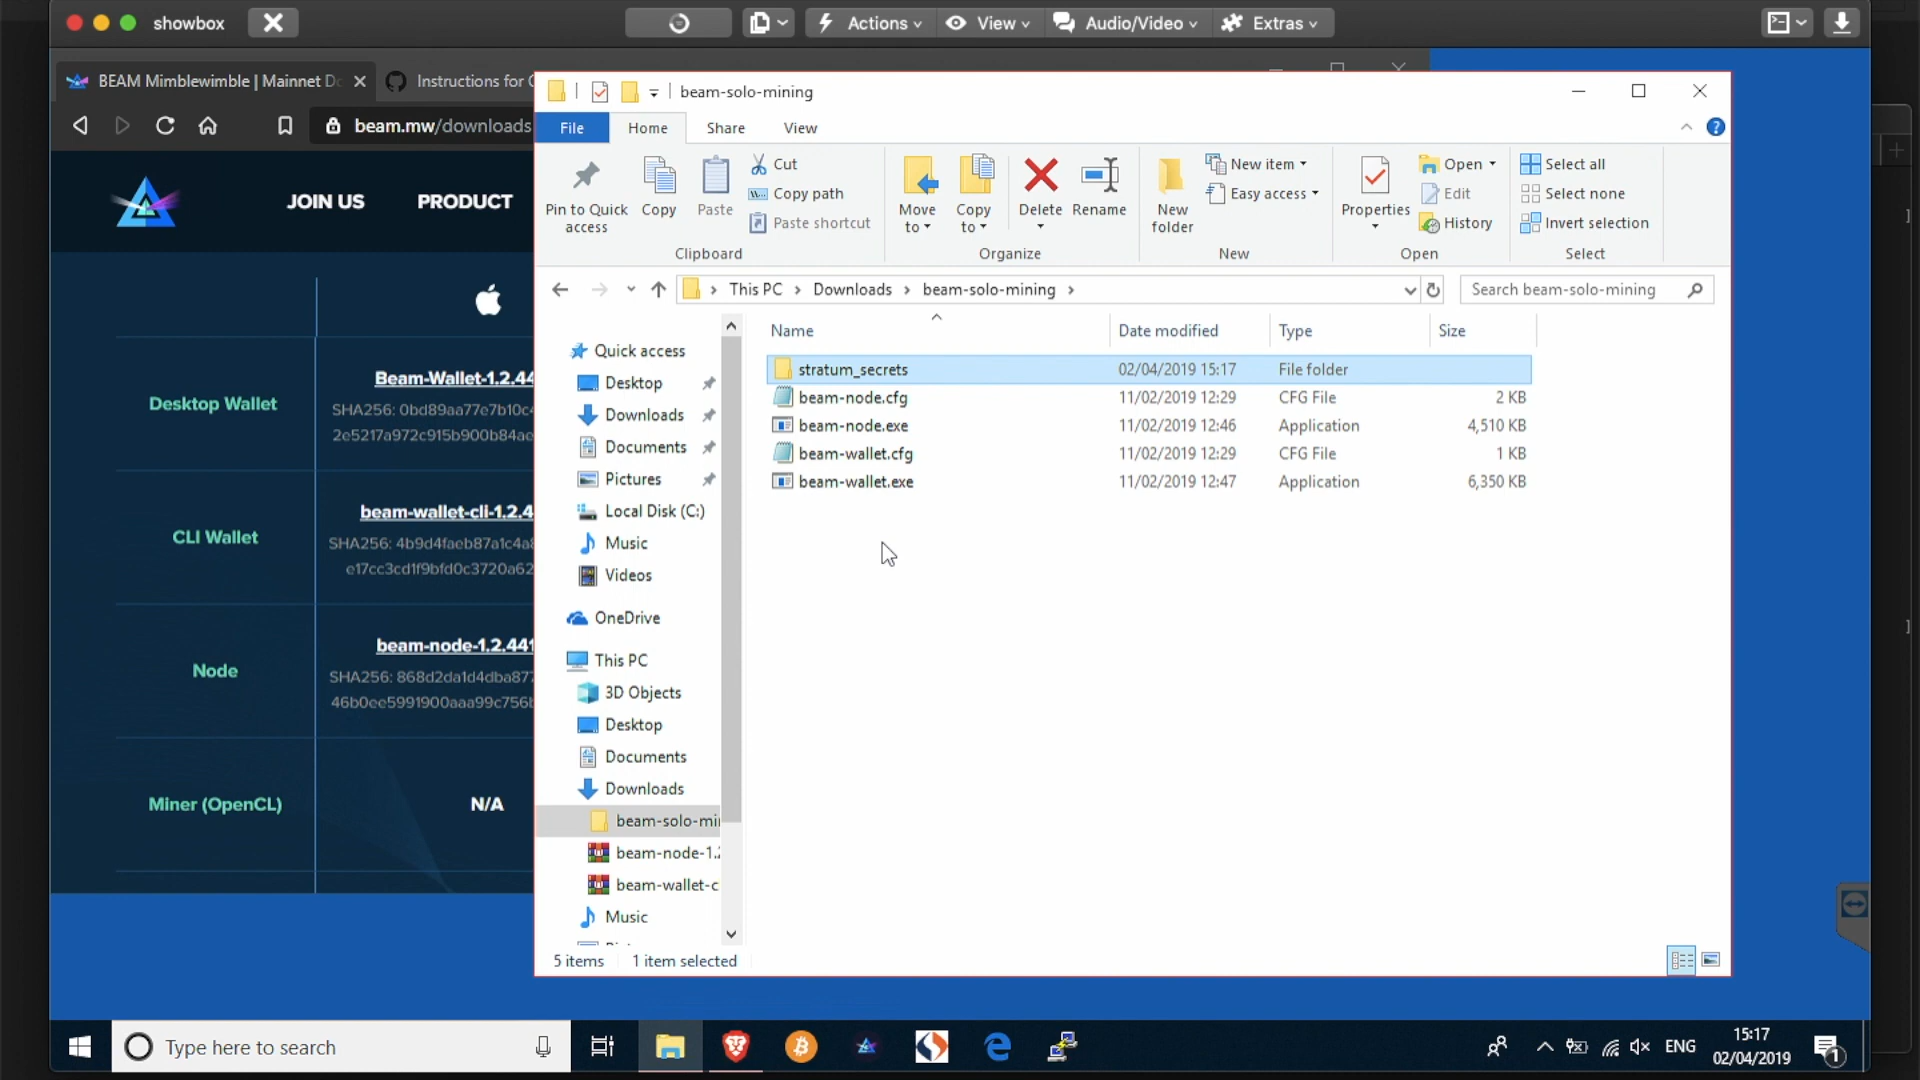 showbox
Actions
View
Audio/Video
Extras
BEAM Mimblewimble | Mainnet Do
Instructions for
beam.mw/downloads
JOIN US
PRODUCT
Desktop Wallet
Beam-Wallet-1.2.44
SHA256: 0bd89aa77e7b10c
2e5217a972c915b900b84ae
CLI Wallet
beam-wallet-cli-1.2.4
SHA256: 4b9d4faeb87a1c4a
e17cc3cd1f9bfd0c3720a62
Node
beam-node-1.2.441
SHA256: 868d2da1d4dba877
46b0ee5991900aaa99c756
Miner (OpenCL)
N/A
beam-solo-mining
File
Home
Share
View
Pin to Quick access
Copy
Paste
Cut
Copy path
Paste shortcut
Clipboard
Move to
Copy to
Delete
Rename
Organize
New folder
New item
Easy access
New
Properties
Open
Edit
History
Open
Select all
Select none
Invert selection
Select
This PC
Downloads
beam-solo-mining
Search beam-solo-mining
Quick access
Desktop
Downloads
Documents
Pictures
Local Disk (C:)
Music
Videos
OneDrive
This PC
3D Objects
Desktop
Documents
Downloads
beam-solo-mi
beam-node-1.
beam-wallet-c
Music
Name Date modified Type Size
stratum_secrets 02/04/2019 15:17 File folder
beam-node.cfg 11/02/2019 12:29 CFG File 2 KB
beam-node.exe 11/02/2019 12:46 Application 4,510 KB
beam-wallet.cfg 11/02/2019 12:29 CFG File 1 KB
beam-wallet.exe 11/02/2019 12:47 Application 6,350 KB
5 items 1 item selected
Type here to search
ENG
15:17
02/04/2019
1